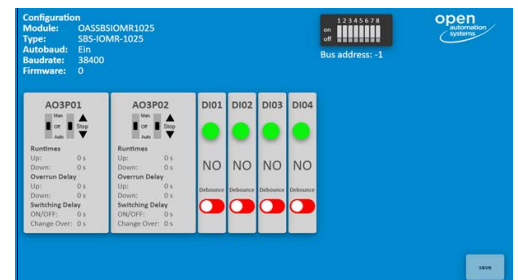 Configuration
Module: OASSBSIOMR1025
Type: SBS-IOMR-1025
Autobaud: Ein
Baudrate: 38400
Firmware: 0
1 2 3 4 5 6 7 8
on
off
Bus address: -1
open
automation
systems
AO3P01
Man
Off Stop
Auto
Runtimes
Up: 0 s
Down: 0 s
Overrun Delay
Up: 0 s
Down: 0 s
Switching Delay
ON/OFF: 0 s
Change Over: 0 s
AO3P02
Man
Off Stop
Auto
Runtimes
Up: 0 s
Down: 0 s
Overrun Delay
Up: 0 s
Down: 0 s
Switching Delay
ON/OFF: 0 s
Change Over: 0 s
DI01
NO
Debounce
DI02
NO
Debounce
DI03
NO
Debounce
DI04
NO
Debounce
save